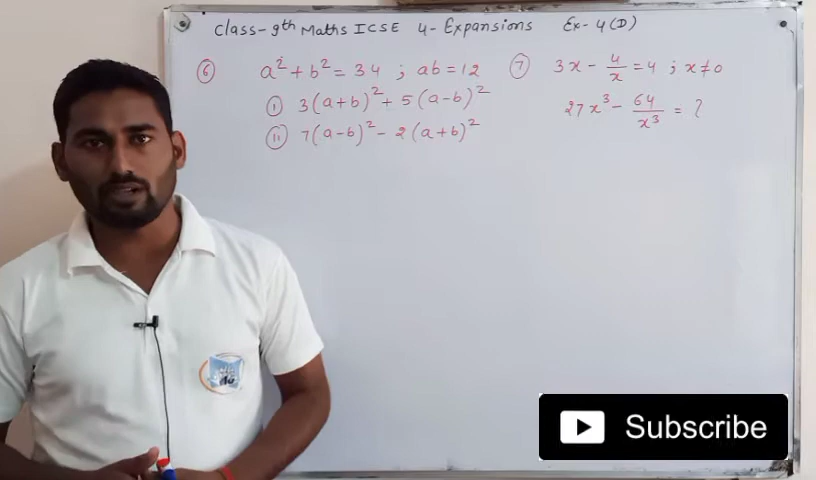 Class-9th Maths ICSE 4-Expansions Ex-4(D)
⑥ a² + b² = 34 ; ab = 12
ⓘ 3(a+b)² + 5(a-b)²
ⓘⓘ 7(a-b)² - 2(a+b)²
⑦ 3x - 4/x = 4 ; x ≠ 0
27x³ - 64/x³ = ?
Subscribe